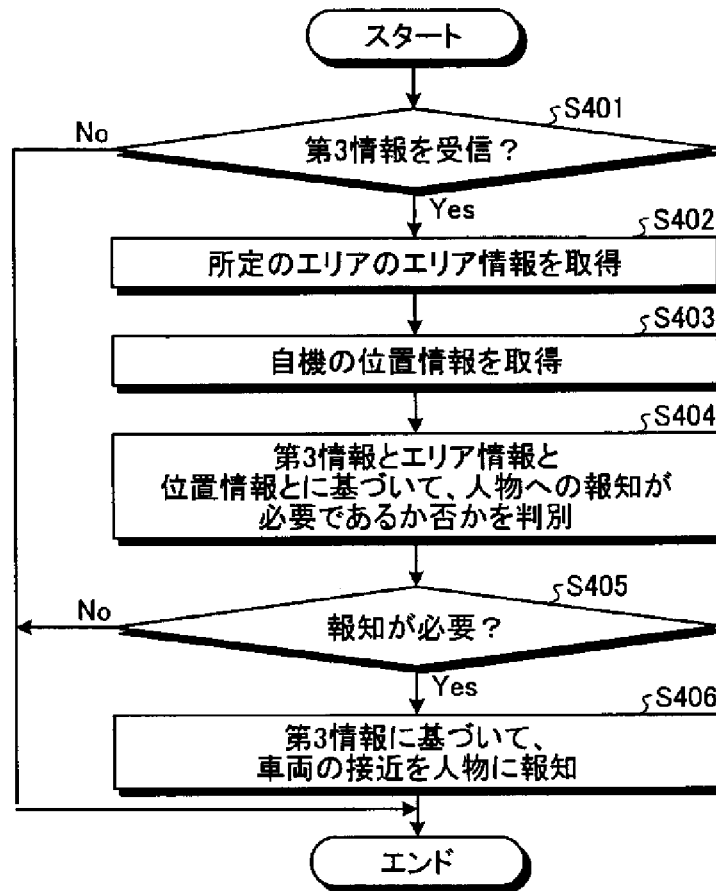 スタート
S401
No
第3情報を受信？
Yes
S402
所定のエリアのエリア情報を取得
S403
自機の位置情報を取得
S404
第3情報とエリア情報と
位置情報とに基づいて、人物への報知が
必要であるか否かを判別
S405
No
報知が必要？
Yes
S406
第3情報に基づいて、
車両の接近を人物に報知
エンド